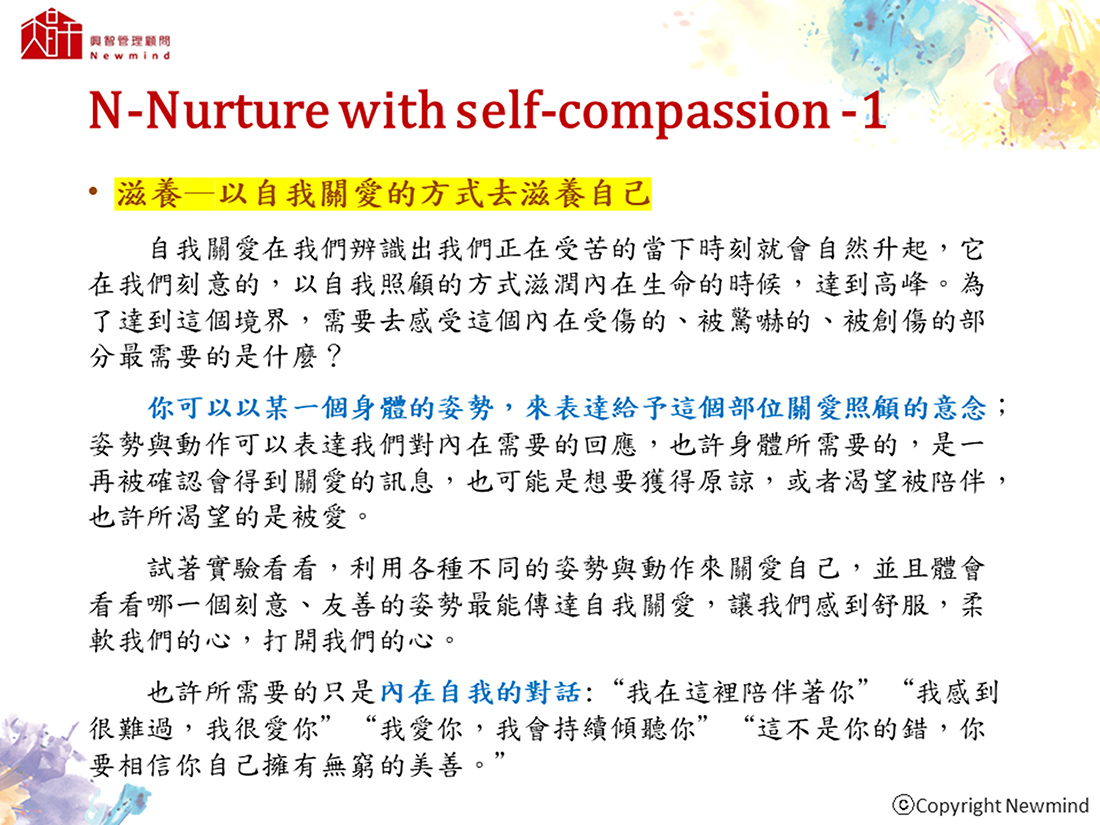 興智管理顧問
Newmind
N-Nurture with self-compassion -1
• 滋養—以自我關愛的方式去滋養自己
自我關愛在我們辨識出我們正在受苦的當下時刻就會自然升起，它
在我們刻意的，以自我照顧的方式滋潤內在生命的時候，達到高峰。為
了達到這個境界，需要去感受這個內在受傷的、被驚嚇的、被創傷的部
分最需要的是什麼？
你可以以某一個身體的姿勢，來表達給予這個部位關愛照顧的意念；
姿勢與動作可以表達我們對內在需要的回應，也許身體所需要的，是一
再被確認會得到關愛的訊息，也可能是想要獲得原諒，或者渴望被陪伴，
也許所渴望的是被愛。
試著實驗看看，利用各種不同的姿勢與動作來關愛自己，並且體會
看看哪一個刻意、友善的姿勢最能傳達自我關愛，讓我們感到舒服，柔
軟我們的心，打開我們的心。
也許所需要的只是內在自我的對話:“我在這裡陪伴著你”“我感到
很難過，我很愛你”“我愛你，我會持續傾聽你”“這不是你的錯，你
要相信你自己擁有無窮的美善。”
ⓒCopyright Newmind